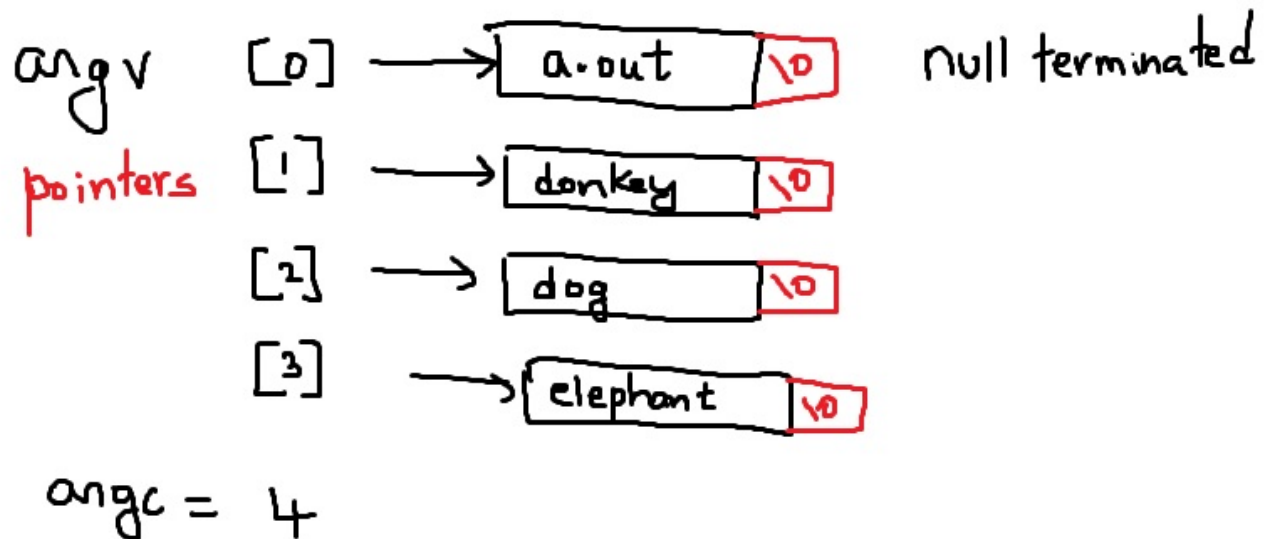 argv [0] → a.out \0 null terminated
pointers [1] → donkey \0
[2] → dog \0
[3] → elephant \0
argc = 4